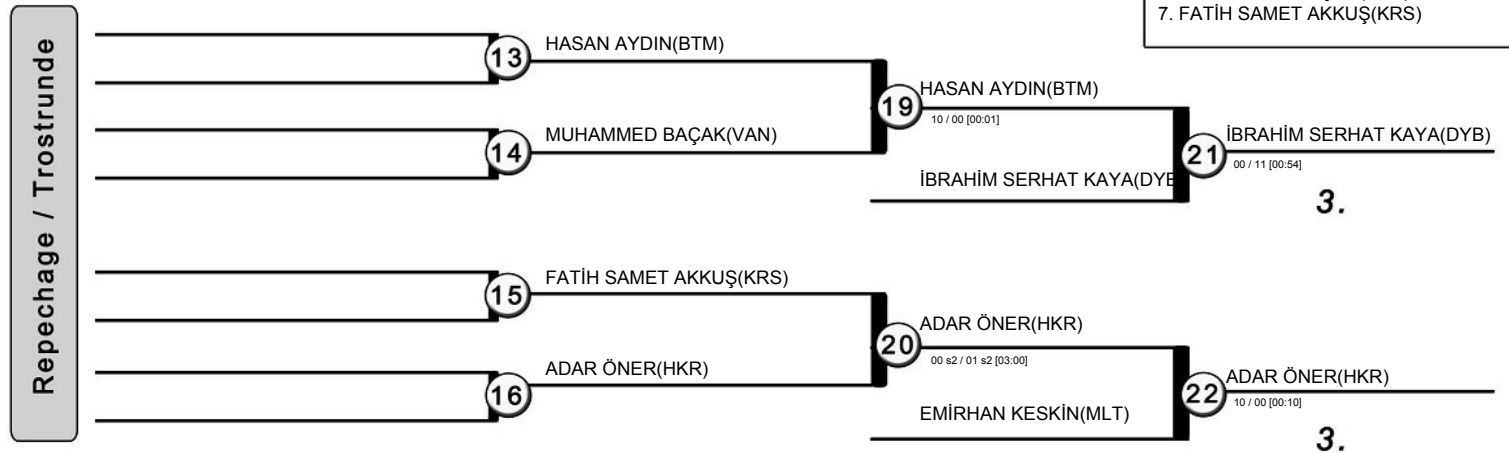 7. FATİH SAMET AKKUŞ(KRS)
Repechage / Trostrunde
13
HASAN AYDIN(BTM)
14
MUHAMMED BAÇAK(VAN)
19
HASAN AYDIN(BTM)
10 / 00 [00:01]
İBRAHİM SERHAT KAYA(DYB
21
İBRAHİM SERHAT KAYA(DYB)
00 / 11 [00:54]
3.
15
FATİH SAMET AKKUŞ(KRS)
16
ADAR ÖNER(HKR)
20
ADAR ÖNER(HKR)
00 s2 / 01 s2 [03:00]
EMİRHAN KESKİN(MLT)
22
ADAR ÖNER(HKR)
10 / 00 [00:10]
3.